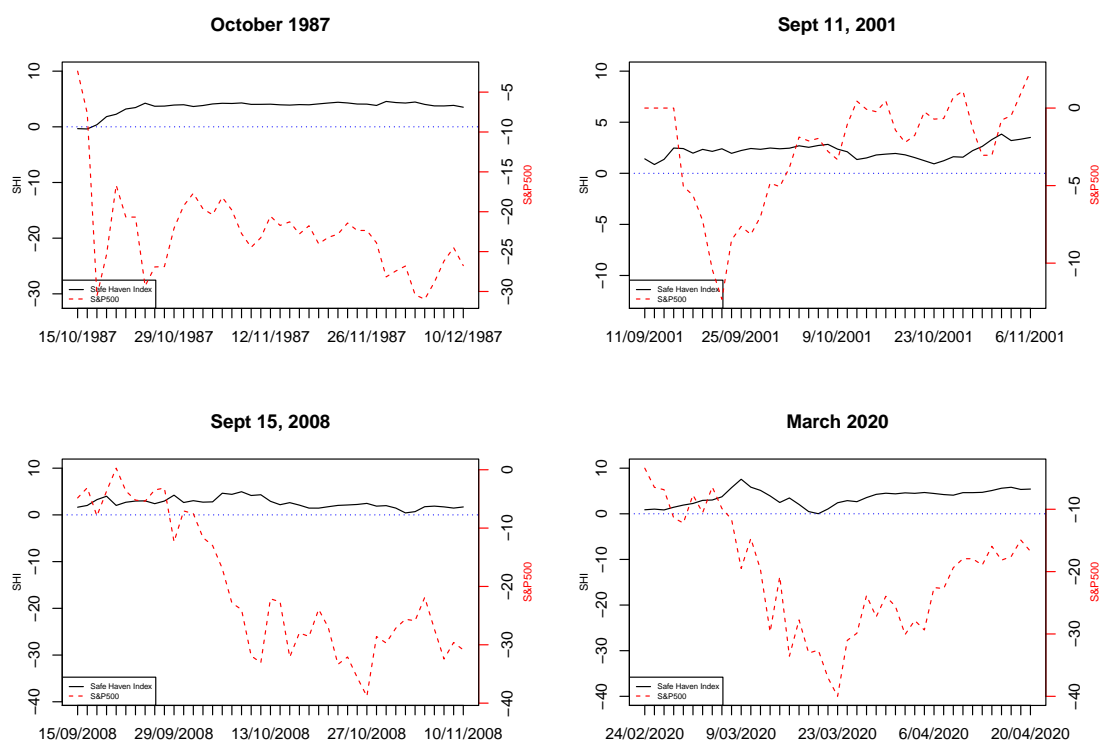 October 1987
SHI
10
0
−10
−20
−30
−5
−10
−15
−20
−25
−30
S&P500
Safe Haven Index
S&P500
15/10/1987 29/10/1987 12/11/1987 26/11/1987 10/12/1987
Sept 11, 2001
10
5
0
−5
−10
0
−5
−10
S&P500
SHI
Safe Haven Index
S&P500
11/09/2001 25/09/2001 9/10/2001 23/10/2001 6/11/2001
Sept 15, 2008
SHI
10
0
−10
−20
−30
−40
0
−10
−20
−30
−40
S&P500
Safe Haven Index
S&P500
15/09/2008 29/09/2008 13/10/2008 27/10/2008 10/11/2008
March 2020
SHI
10
0
−10
−20
−30
−40
−10
−20
−30
−40
S&P500
Safe Haven Index
S&P500
24/02/2020 9/03/2020 23/03/2020 6/04/2020 20/04/2020